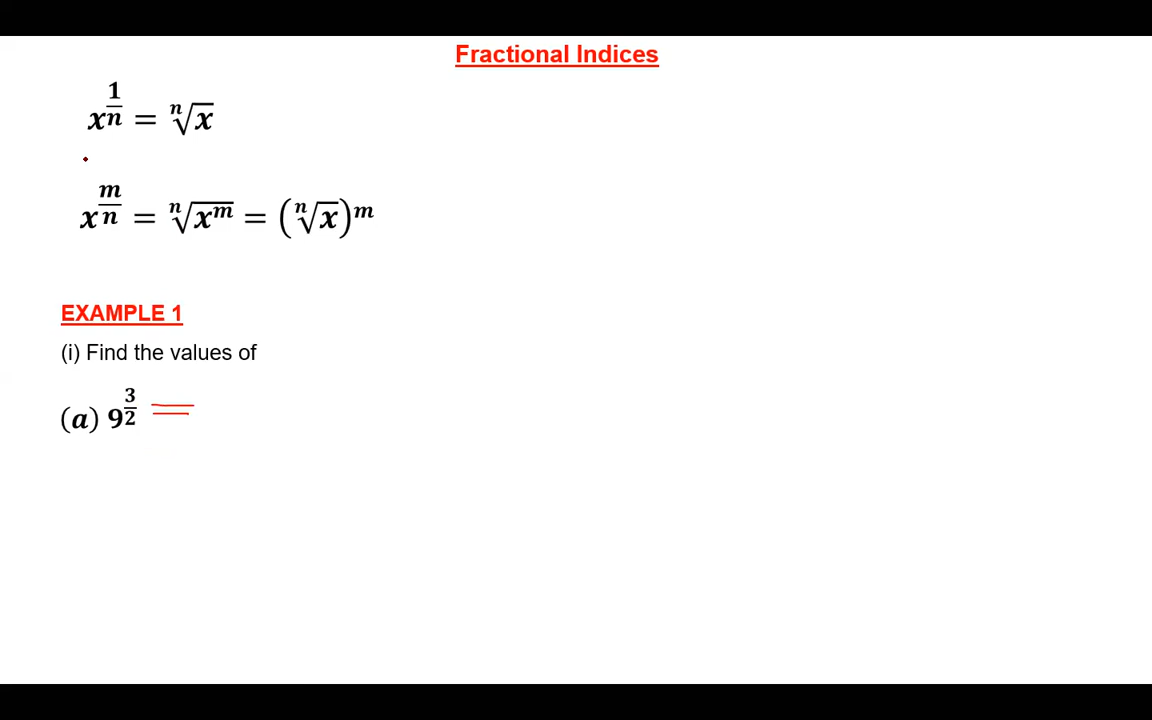 Fractional Indices
x^(1/n) = ⁿ√x
x^(m/n) = ⁿ√(x^m) = (ⁿ√x)^m
EXAMPLE 1
(i) Find the values of
(a) 9^(3/2) =